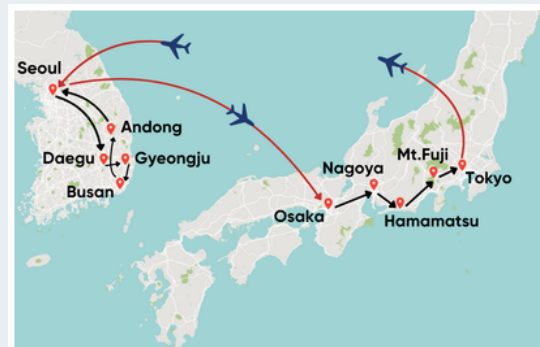 Seoul
Andong
Daegu
Gyeongju
Busan
Nagoya
Mt.Fuji
Osaka
Tokyo
Hamamatsu